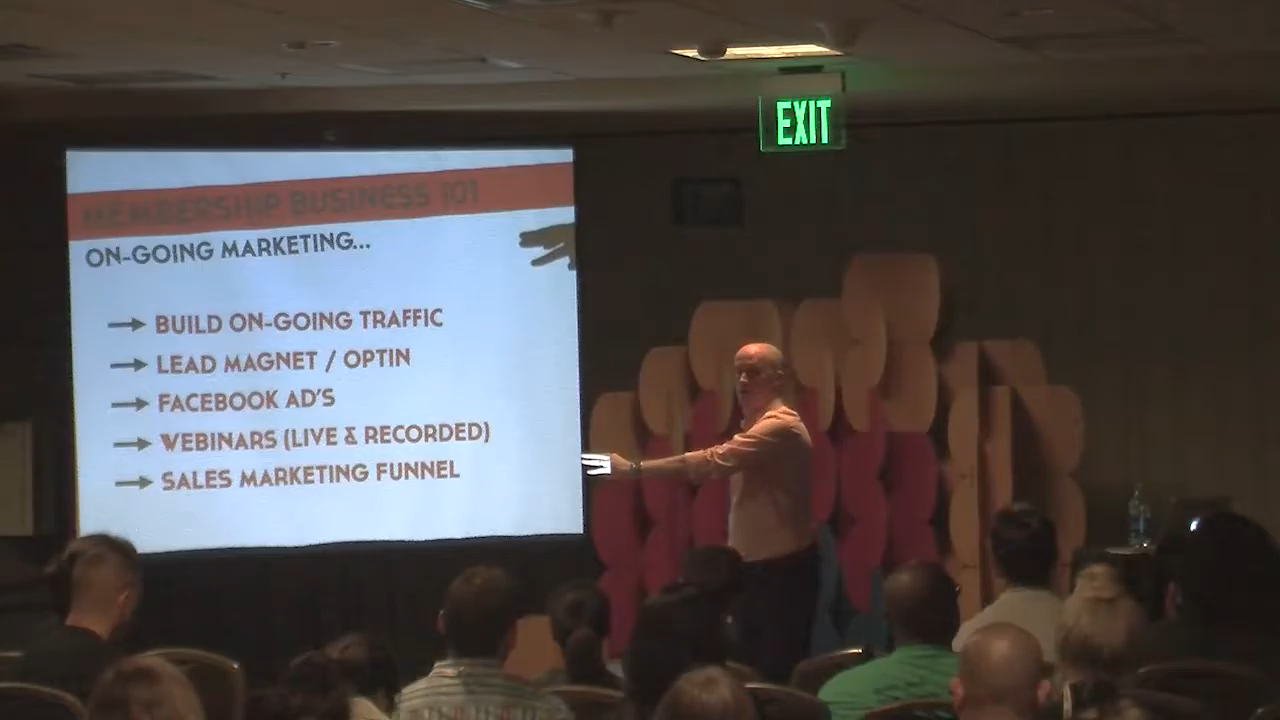 EXIT
MEMBERSHIP BUSINESS 101
ON-GOING MARKETING...
→ BUILD ON-GOING TRAFFIC
→ LEAD MAGNET / OPTIN
→ FACEBOOK AD'S
→ WEBINARS (LIVE & RECORDED)
→ SALES MARKETING FUNNEL